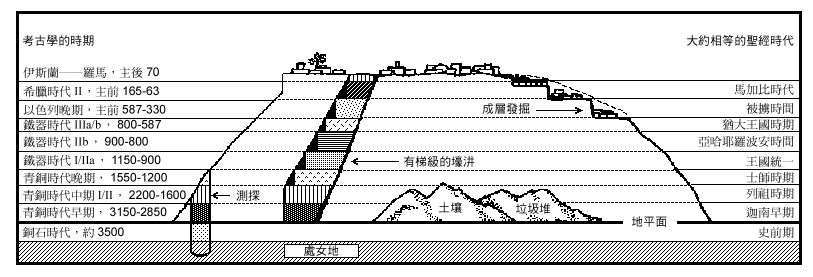 考古學的時期 大約相等的聖經時代
伊斯蘭——羅馬，主後 70
希臘時代 II，主前 165-63 馬加比時代
以色列晚期，主前 587-330 成層發掘 被擄時間
鐵器時代 IIIa/b， 800-587 猶大王國時期
鐵器時代 IIb， 900-800 亞哈耶羅波安時間
鐵器時代 I/IIa， 1150-900 有梯級的壕汫 王國統一
青銅時代晚期， 1550-1200 士師時期
青銅時代中期 I/II， 2200-1600 測探 列祖時期
青銅時代早期， 3150-2850 土壤 垃圾堆 迦南早期
地平面
銅石時代，約 3500 史前期
處女地